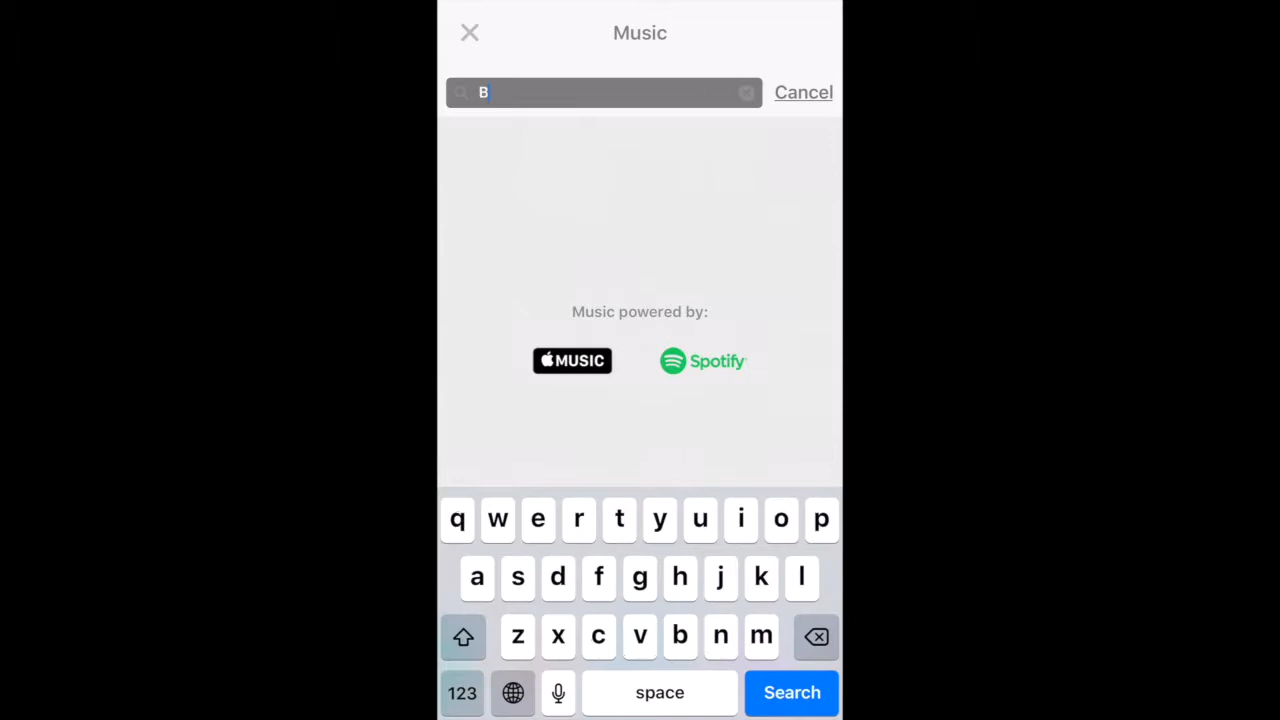 Music
B
Cancel
Music powered by:
MUSIC
Spotify
q w e r t y u i o p
a s d f g h j k l
z x c v b n m
123
space
Search